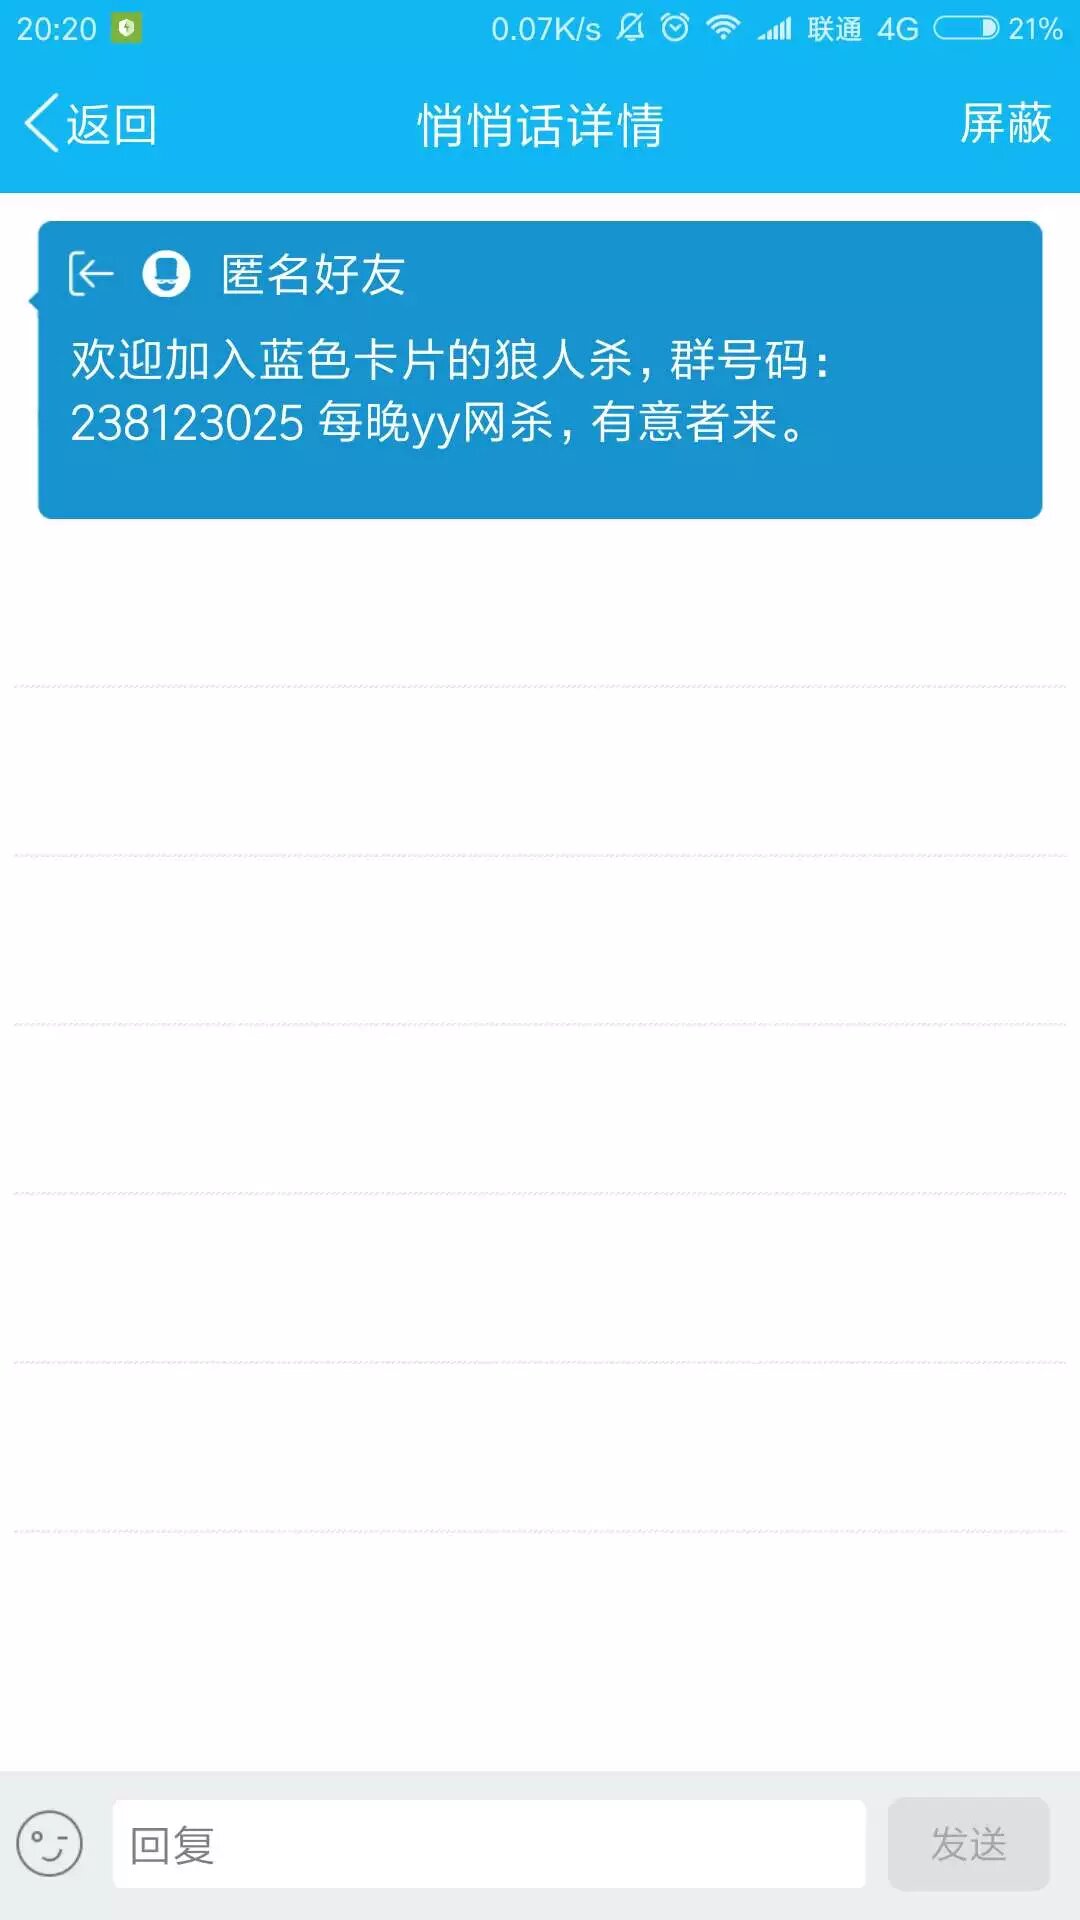 20:20 0.07K/s 联通 4G 21%
返回 悄悄话详情 屏蔽
匿名好友
欢迎加入蓝色卡片的狼人杀，群号码：
238123025 每晚yy网杀，有意者来。
回复 发送